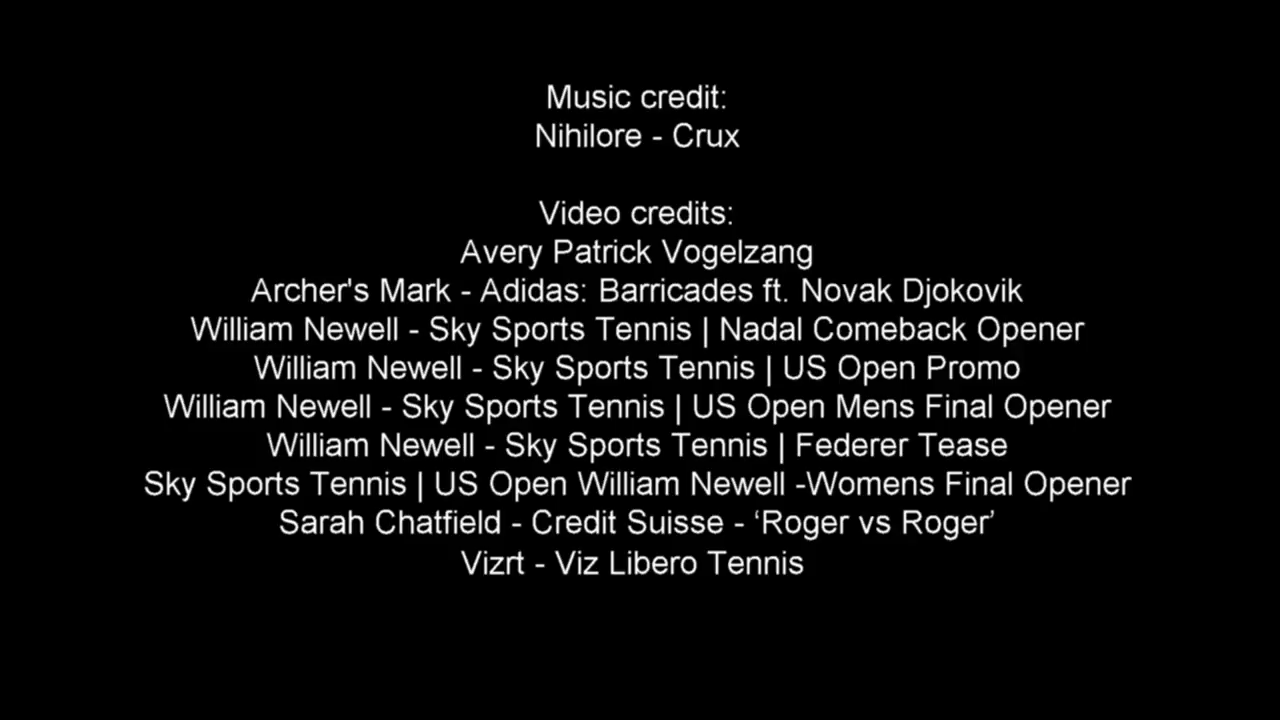 Music credit:
Nihilore - Crux
Video credits:
Avery Patrick Vogelzang
Archer's Mark - Adidas: Barricades ft. Novak Djokovik
William Newell - Sky Sports Tennis | Nadal Comeback Opener
William Newell - Sky Sports Tennis | US Open Promo
William Newell - Sky Sports Tennis | US Open Mens Final Opener
William Newell - Sky Sports Tennis | Federer Tease
Sky Sports Tennis | US Open William Newell -Womens Final Opener
Sarah Chatfield - Credit Suisse - ‘Roger vs Roger’
Vizrt - Viz Libero Tennis